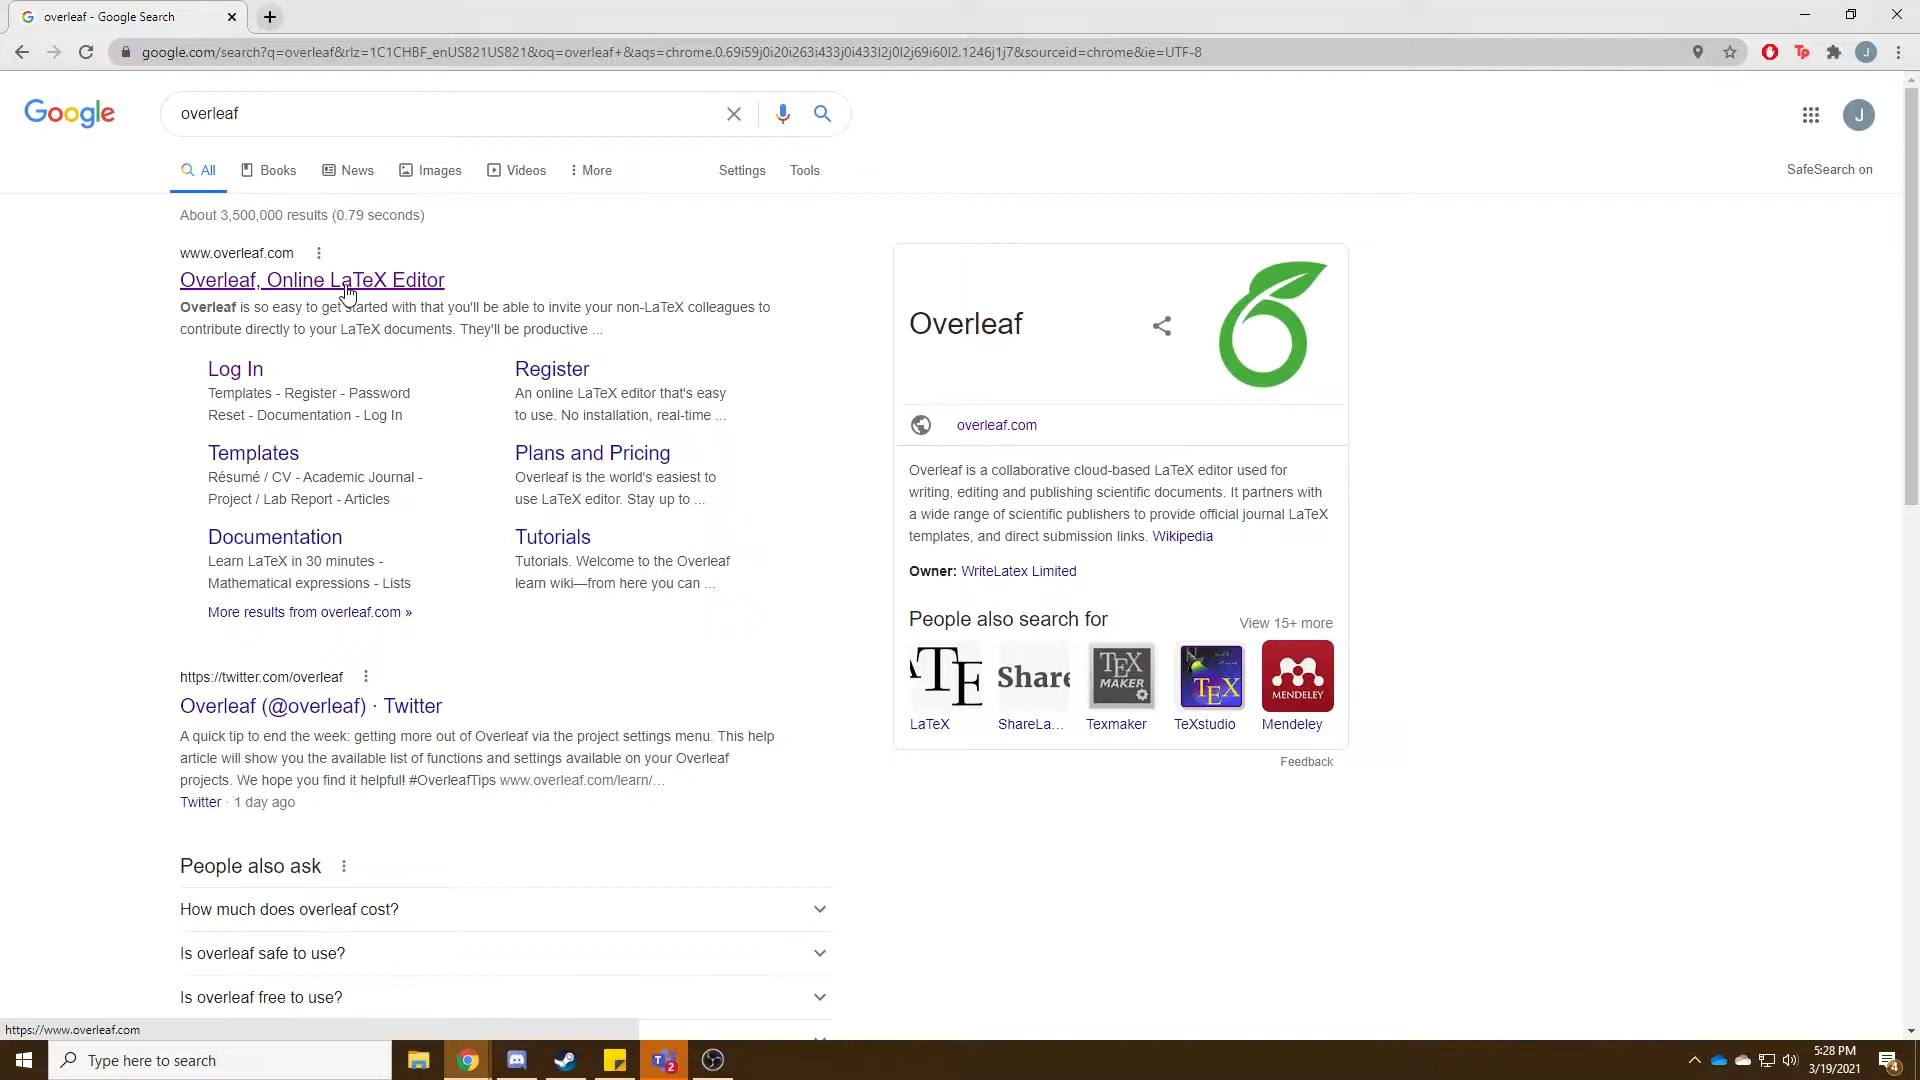 overleaf - Google Search
google.com/search?q=overleaf&rlz=1C1CHBF_enUS821US821&oq=overleaf+&aqs=chrome.0.69i59j0i20i263i433j0i433l2j0l2j69i60l2.1246j1j7&sourceid=chrome&ie=UTF-8
Tp
J
Google
overleaf
J
All
Books
News
Images
Videos
More
Settings
Tools
SafeSearch on
About 3,500,000 results (0.79 seconds)
www.overleaf.com
Overleaf, Online LaTeX Editor
Overleaf is so easy to get started with that you'll be able to invite your non-LaTeX colleagues to
contribute directly to your LaTeX documents. They'll be productive ...
Log In
Templates - Register - Password
Reset - Documentation - Log In
Register
An online LaTeX editor that's easy
to use. No installation, real-time ...
Templates
Résumé / CV - Academic Journal -
Project / Lab Report - Articles
Plans and Pricing
Overleaf is the world's easiest to
use LaTeX editor. Stay up to ...
Documentation
Learn LaTeX in 30 minutes -
Mathematical expressions - Lists
Tutorials
Tutorials. Welcome to the Overleaf
learn wiki—from here you can ...
More results from overleaf.com »
https://twitter.com/overleaf
Overleaf (@overleaf) · Twitter
A quick tip to end the week: getting more out of Overleaf via the project settings menu. This help
article will show you the available list of functions and settings available on your Overleaf
projects. We hope you find it helpful! #OverleafTips www.overleaf.com/learn/…
Twitter · 1 day ago
People also ask
How much does overleaf cost?
Is overleaf safe to use?
Is overleaf free to use?
Overleaf
overleaf.com
Overleaf is a collaborative cloud-based LaTeX editor used for
writing, editing and publishing scientific documents. It partners with
a wide range of scientific publishers to provide official journal LaTeX
templates, and direct submission links. Wikipedia
Owner: WriteLatex Limited
People also search for
View 15+ more
ATE
Share
TEX
MAKER
TEX
MENDELEY
LaTeX
ShareLa...
Texmaker
TeXstudio
Mendeley
Feedback
https://www.overleaf.com
Type here to search
2
5:28 PM
3/19/2021
4